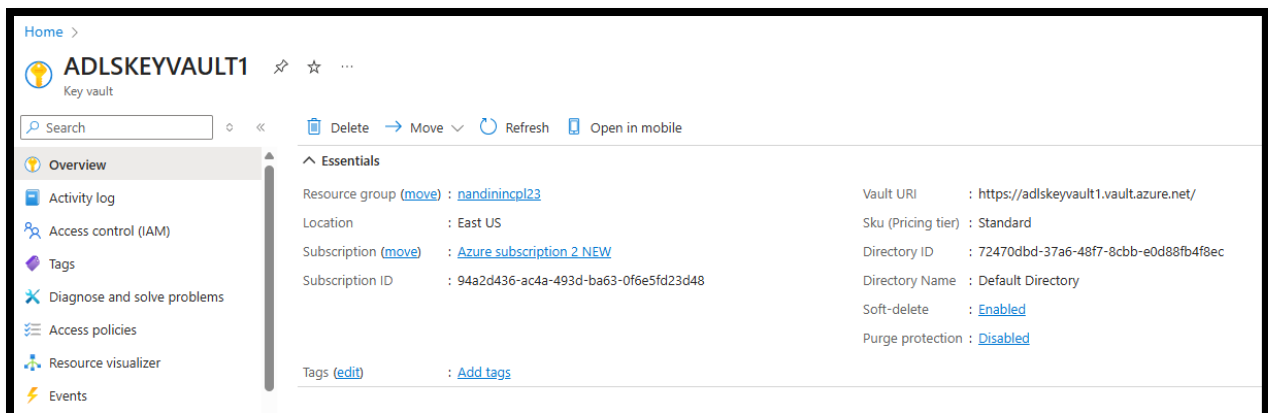 Home >
ADLSKEYVAULT1
Key vault
Search
Delete Move Refresh Open in mobile
Overview
Activity log
Access control (IAM)
Tags
Diagnose and solve problems
Access policies
Resource visualizer
Events
Essentials
Resource group (move) : nandinincpl23
Location : East US
Subscription (move) : Azure subscription 2 NEW
Subscription ID : 94a2d436-ac4a-493d-ba63-0f6e5fd23d48
Vault URI : https://adlskeyvault1.vault.azure.net/
Sku (Pricing tier) : Standard
Directory ID : 72470dbd-37a6-48f7-8cbb-e0d88fb4f8ec
Directory Name : Default Directory
Soft-delete : Enabled
Purge protection : Disabled
Tags (edit) : Add tags